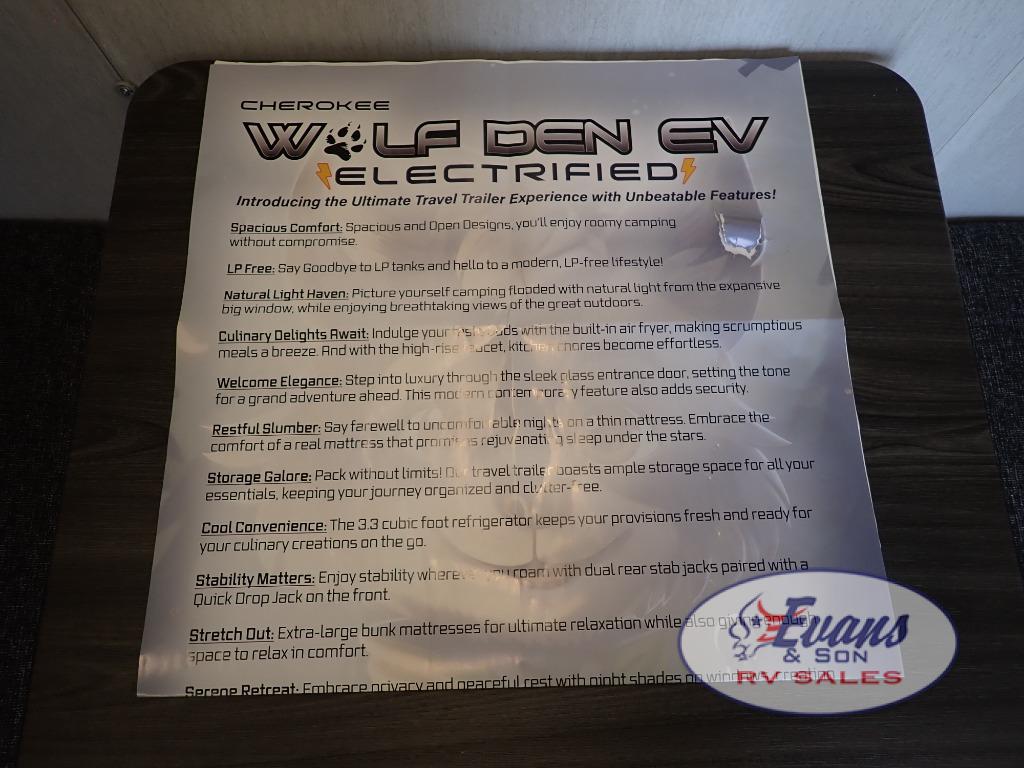 CHEROKEE
WOLF DEN EV
ELECTRIFIED
Introducing the Ultimate Travel Trailer Experience with Unbeatable Features!
Spacious Comfort: Spacious and Open Designs, you'll enjoy roomy camping
without compromise.
LP Free: Say Goodbye to LP tanks and hello to a modern, LP-free lifestyle!
Natural Light Haven: Picture yourself camping flooded with natural light from the expansive
big window, while enjoying breathtaking views of the great outdoors.
Culinary Delights Await: Indulge your with the built-in air fryer, making scrumptious
meals a breeze. And with the high-rise faucet, kitchen chores become effortless.
Welcome Elegance: Step into luxury through the sleek glass entrance door, setting the tone
for a grand adventure ahead. This modern contemporary feature also adds security.
Restful Slumber: Say farewell to uncomfortable nights on a thin mattress. Embrace the
comfort of a real mattress that promises rejuvenating sleep under the stars.
Storage Galore: Pack without limits! Our travel trailer boasts ample storage space for all your
essentials, keeping your journey organized and clutter-free.
Cool Convenience: The 3.3 cubic foot refrigerator keeps your provisions fresh and ready for
your culinary creations on the go.
Stability Matters: Enjoy stability wherever you roam with dual rear stab jacks paired with a
Quick Drop Jack on the front.
Stretch Out: Extra-large bunk mattresses for ultimate relaxation while also giving enough
space to relax in comfort.
Serene Retreat: Embrace privacy and peaceful rest with night shades on windows, creating
Evans
& SON
RV SALES